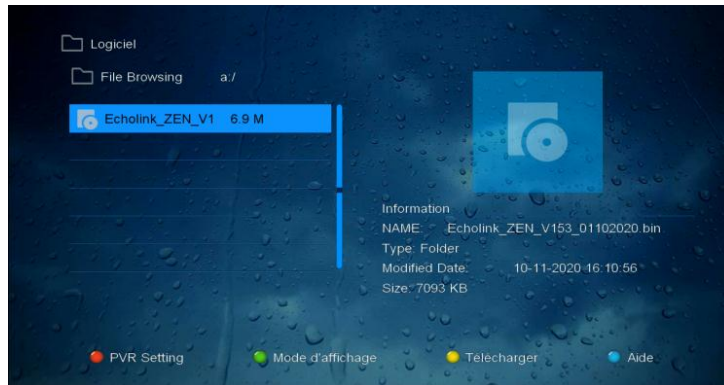 Logiciel
File Browsing a:/
Echolink_ZEN_V1 6.9 M
Information
NAME: Echolink_ZEN_V153_01102020.bin
Type: Folder
Modified Date: 10-11-2020 16:10:56
Size: 7093 KB
PVR Setting Mode d'affichage Télécharger Aide